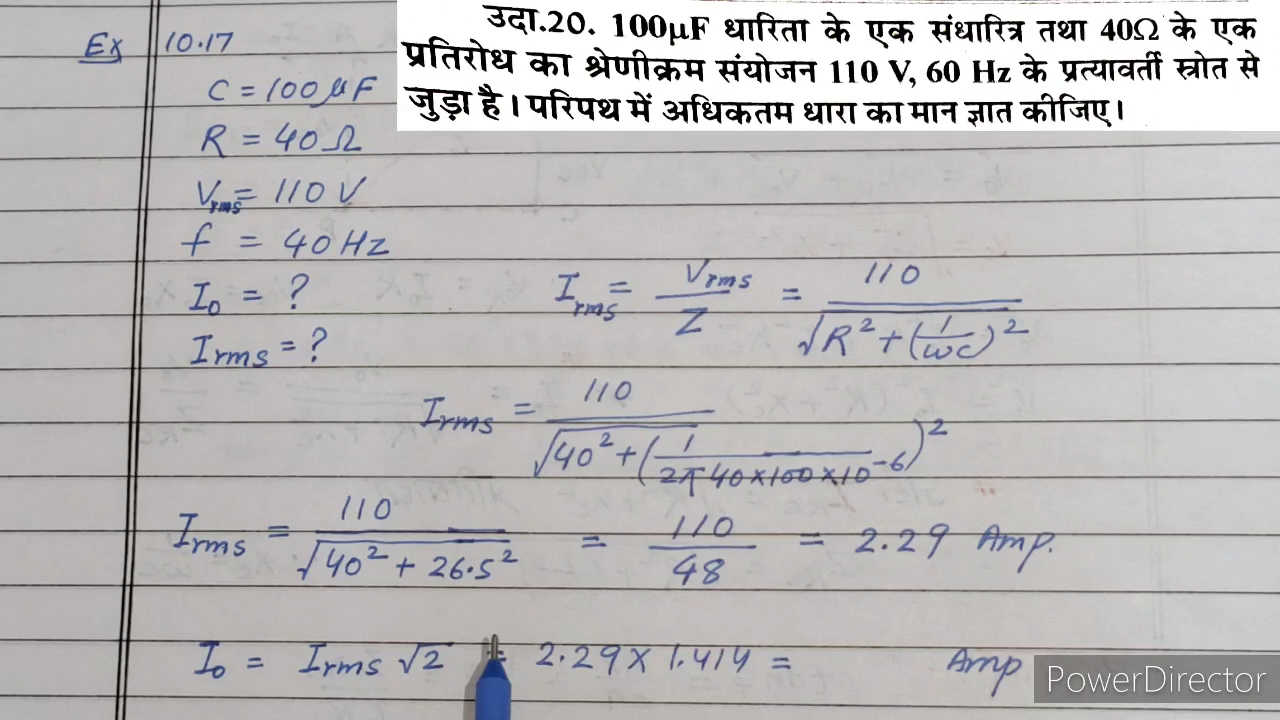 उदा.20. 100μF धारिता के एक संधारित्र तथा 40Ω के एक
प्रतिरोध का श्रेणीक्रम संयोजन 110 V, 60 Hz के प्रत्यावर्ती स्त्रोत से
जुड़ा है। परिपथ में अधिकतम धारा का मान ज्ञात कीजिए।
Ex 10.17
C = 100 μF
R = 40 Ω
Vrms = 110 V
f = 40 Hz
I₀ = ?
Irms = ?
Irms = Vrms / Z = 110 / √R² + (1/ωC)²
Irms = 110 / √40² + (1 / 2π 40×100×10⁻⁶)²
Irms = 110 / √40² + 26.5² = 110 / 48 = 2.29 Amp.
I₀ = Irms √2 = 2.29 × 1.414 = Amp
PowerDirector